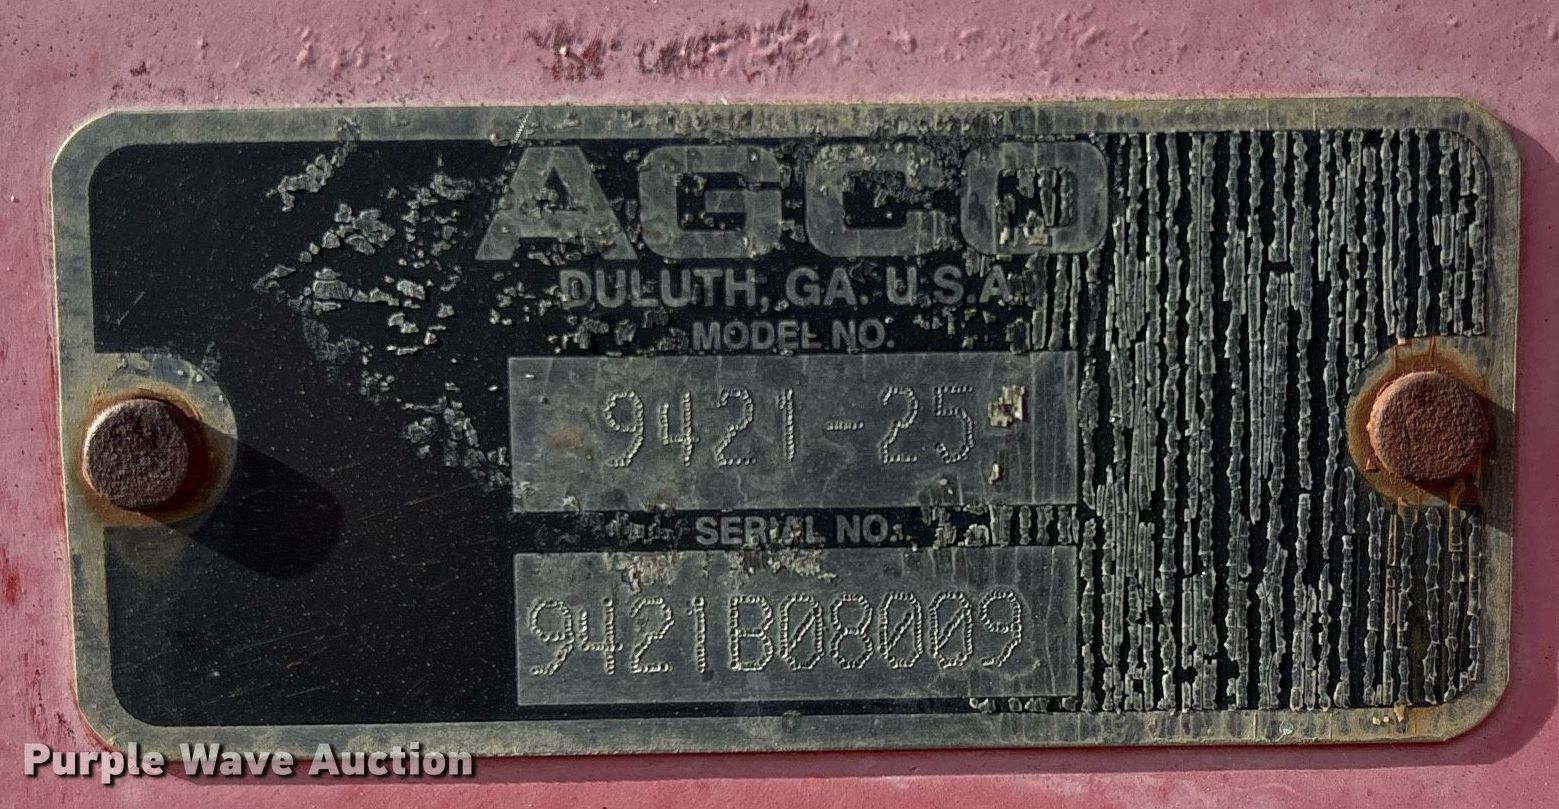 AGCO
DULUTH, GA. U.S.A.
MODEL NO.
9421-25
SERIAL NO.
9421B08009
Purple Wave Auction